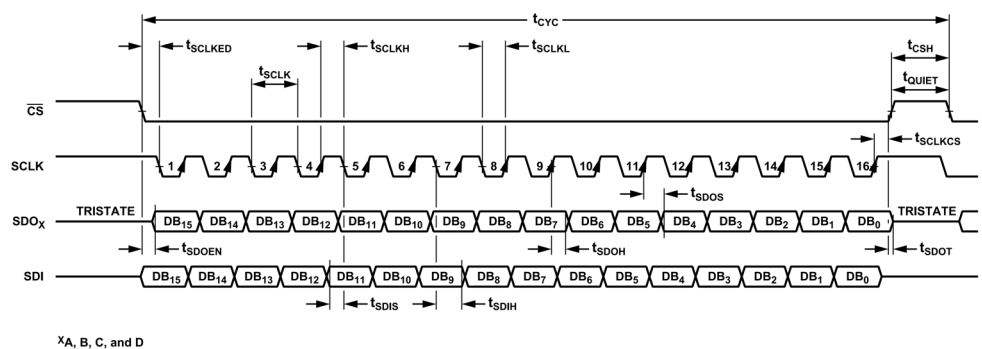 tCYC
tSCLKED tSCLKH tSCLKL tCSH
tSCLK tQUIET
CS
tSCLKCS
SCLK 1 2 3 4 5 6 7 8 9 10 11 12 13 14 15 16
tSDOS
TRISTATE TRISTATE
SDOX DB15 DB14 DB13 DB12 DB11 DB10 DB9 DB8 DB7 DB6 DB5 DB4 DB3 DB2 DB1 DB0
tSDOEN tSDOH tSDOT
SDI DB15 DB14 DB13 DB12 DB11 DB10 DB9 DB8 DB7 DB6 DB5 DB4 DB3 DB2 DB1 DB0
tSDIS tSDIH
XA, B, C, and D